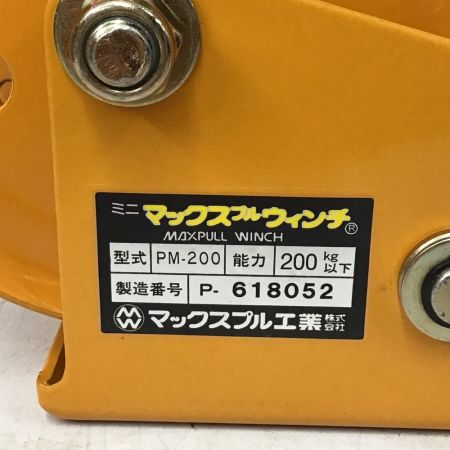 ミニ マックスプルウィンチ®
MAXPULL WINCH
型式 PM-200 能力 200 kg以下
製造番号 P- 618052
マックスプル工業 株式会社